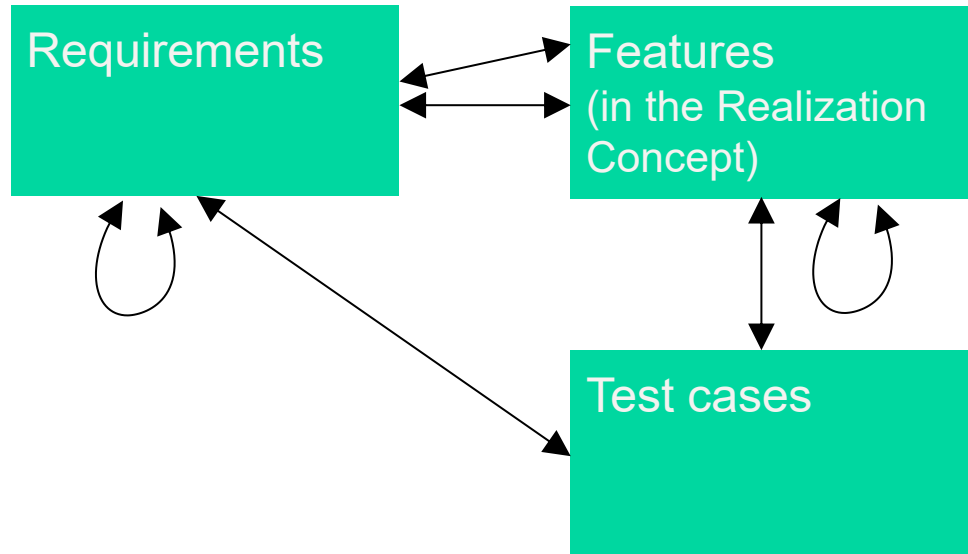 Requirements
Features
(in the Realization
Concept)
Test cases